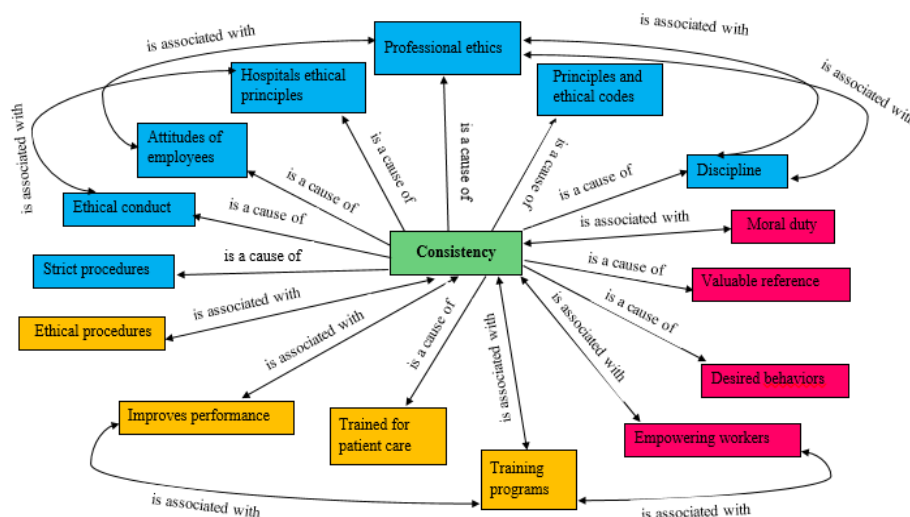 is associated with
Professional ethics
is associated with
Hospitals ethical
principles
Principles and
ethical codes
is associated with
is associated with
Attitudes of
employees
is a cause of
is a cause of
is a cause of
Discipline
is a cause of
is a cause of
Ethical conduct
is a cause of
is associated with
Moral duty
Consistency
Strict procedures
is a cause of
is a cause of
Valuable reference
is associated with
is a cause of
Ethical procedures
is associated with
is a cause of
is associated with
is associated with
Desired behaviors
Improves performance
Trained for
patient care
Empowering workers
Training
programs
is associated with
is associated with